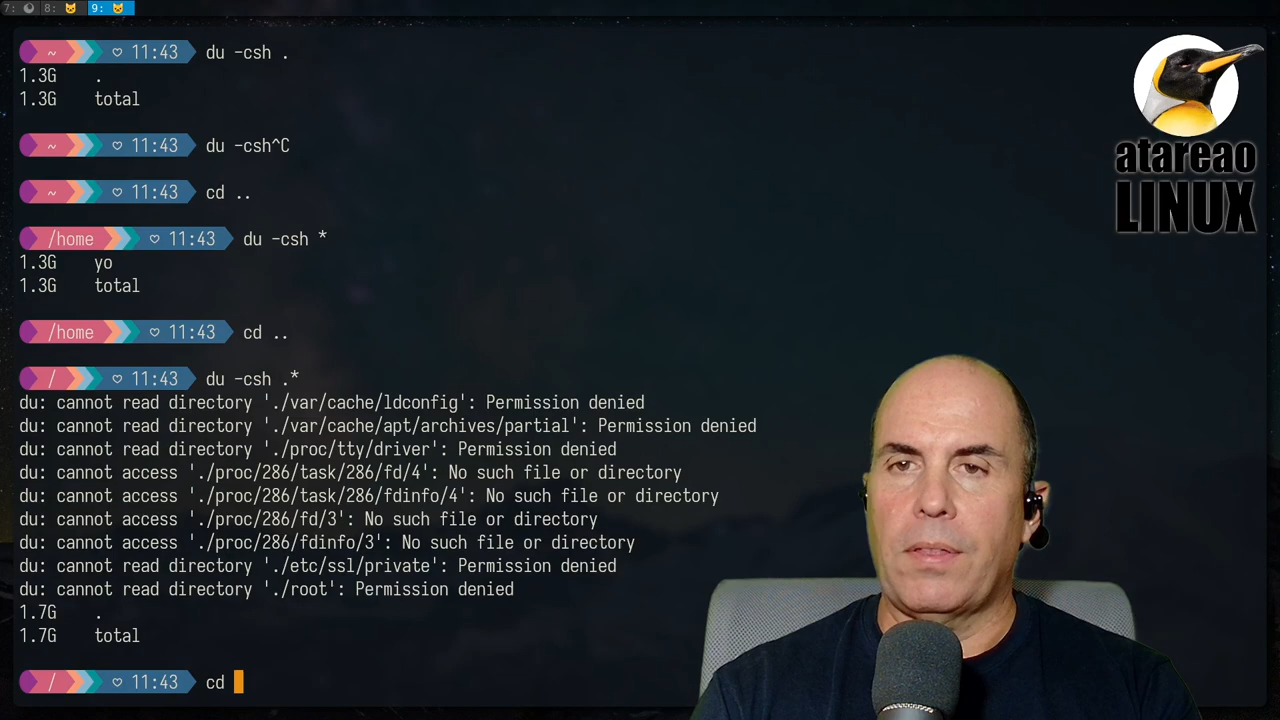 7: 8: 9:
~ ♡ 11:43 du -csh .
1.3G .
1.3G total
~ ♡ 11:43 du -csh^C
~ ♡ 11:43 cd ..
/home ♡ 11:43 du -csh *
1.3G yo
1.3G total
/home ♡ 11:43 cd ..
/ ♡ 11:43 du -csh .*
du: cannot read directory './var/cache/ldconfig': Permission denied
du: cannot read directory './var/cache/apt/archives/partial': Permission denied
du: cannot read directory './proc/tty/driver': Permission denied
du: cannot access './proc/286/task/286/fd/4': No such file or directory
du: cannot access './proc/286/task/286/fdinfo/4': No such file or directory
du: cannot access './proc/286/fd/3': No such file or directory
du: cannot access './proc/286/fdinfo/3': No such file or directory
du: cannot read directory './etc/ssl/private': Permission denied
du: cannot read directory './root': Permission denied
1.7G .
1.7G total
/ ♡ 11:43 cd
atareao
LINUX